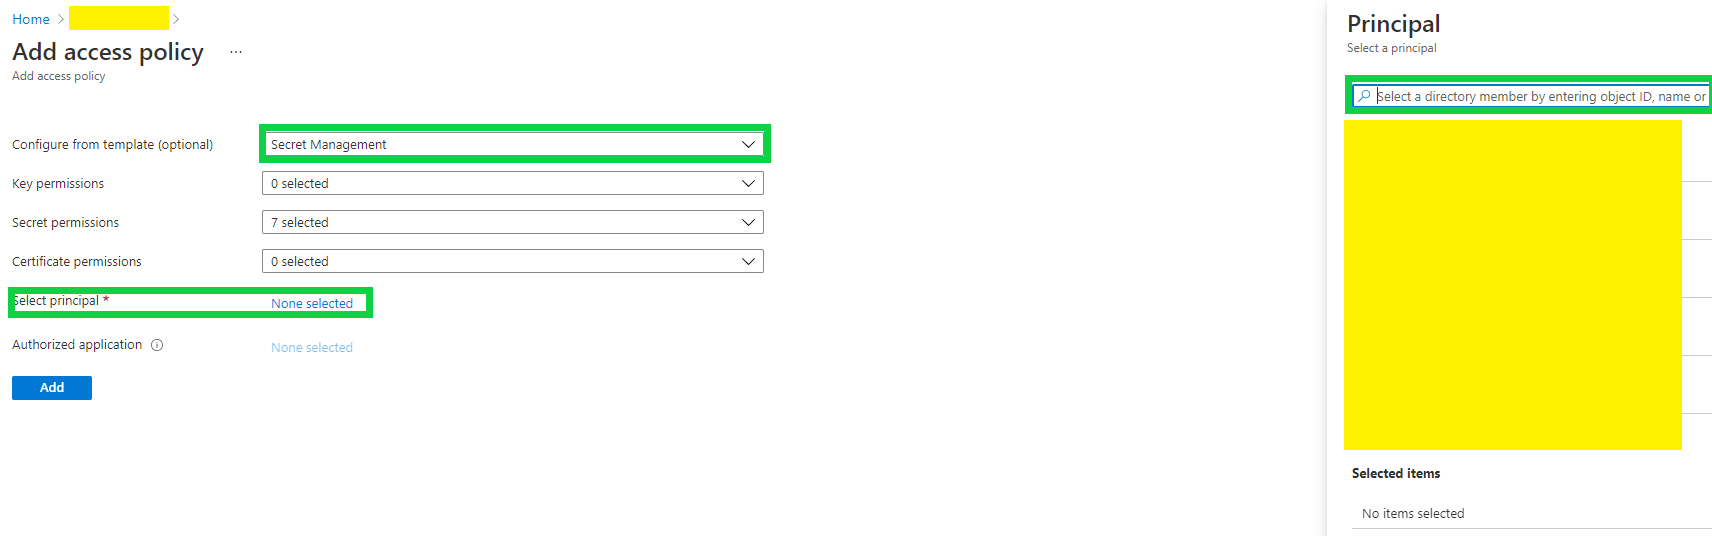 Home
Add access policy ...
Add access policy
Configure from template (optional) Secret Management
Key permissions 0 selected
Secret permissions 7 selected
Certificate permissions 0 selected
Select principal * None selected
Authorized application None selected
Add
Principal
Select a principal
Select a directory member by entering object ID, name or
Selected items
No items selected